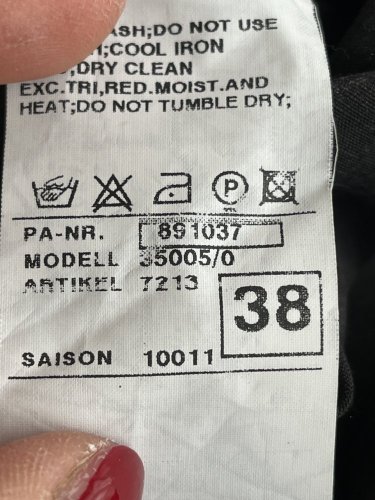 ASH;DO NOT USE
;COOL IRON
;DRY CLEAN
EXC.TRI,RED.MOIST.AND
HEAT;DO NOT TUMBLE DRY;
P
PA-NR. 891037
MODELL 35005/0
ARTIKEL 7213
38
SAISON 10011